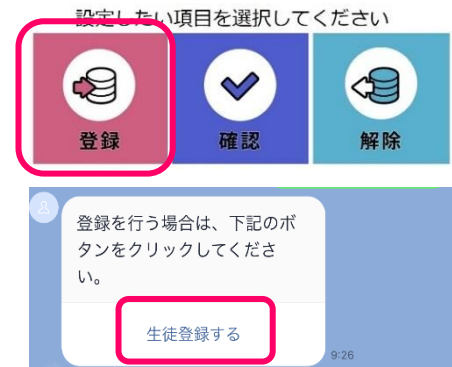 設定したい項目を選択してください
登録
確認
解除
登録を行う場合は、下記のボ
タンをクリックしてくださ
い。
生徒登録する
9:26